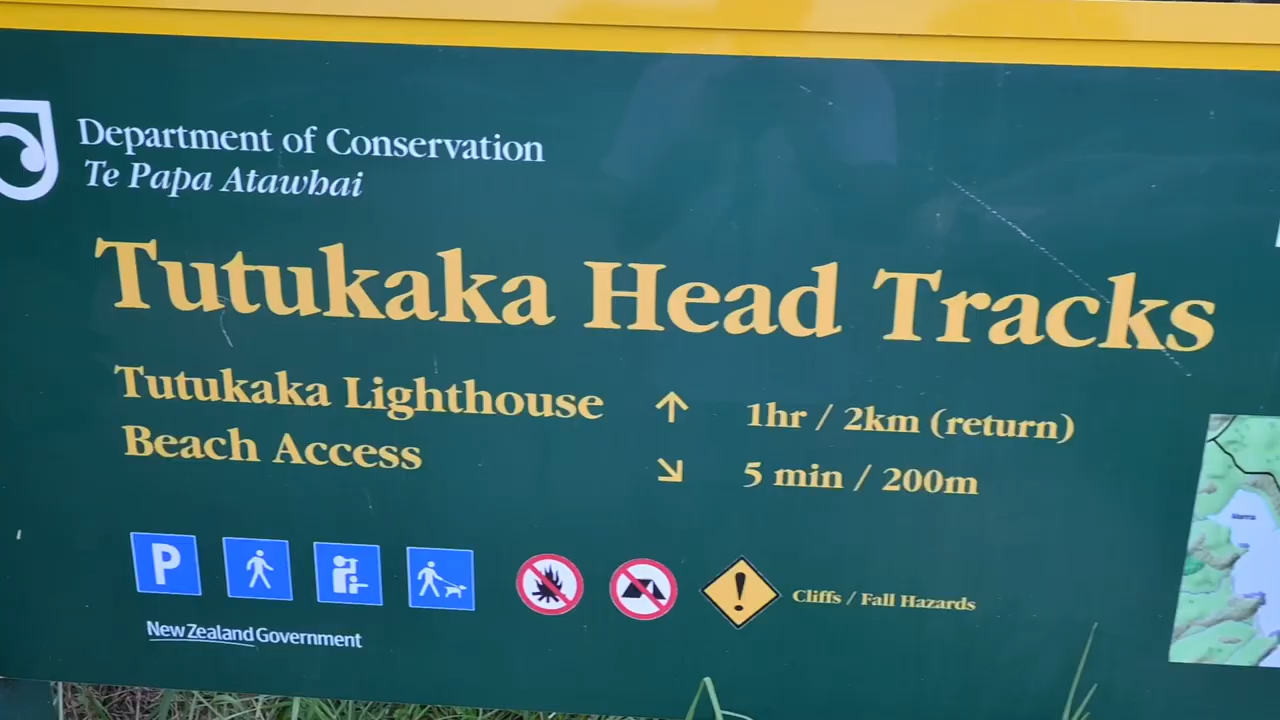 Department of Conservation
Te Papa Atawhai
Tutukaka Head Tracks
Tutukaka Lighthouse ↑ 1hr / 2km (return)
Beach Access ↘ 5 min / 200m
P
! Cliffs / Fall Hazards
New Zealand Government